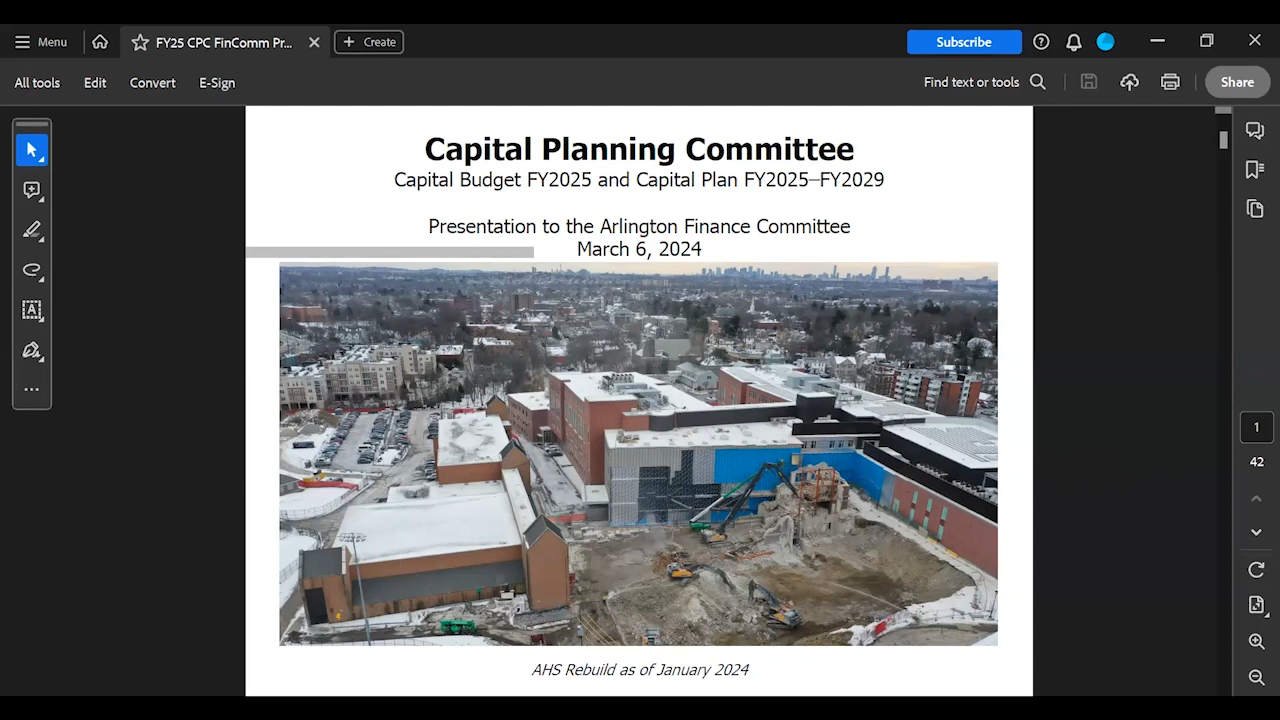 Menu
FY25 CPC FinComm Pr...
Create
Subscribe
All tools
Edit
Convert
E-Sign
Find text or tools
Share
Capital Planning Committee
Capital Budget FY2025 and Capital Plan FY2025–FY2029
Presentation to the Arlington Finance Committee
March 6, 2024
AHS Rebuild as of January 2024
1
42